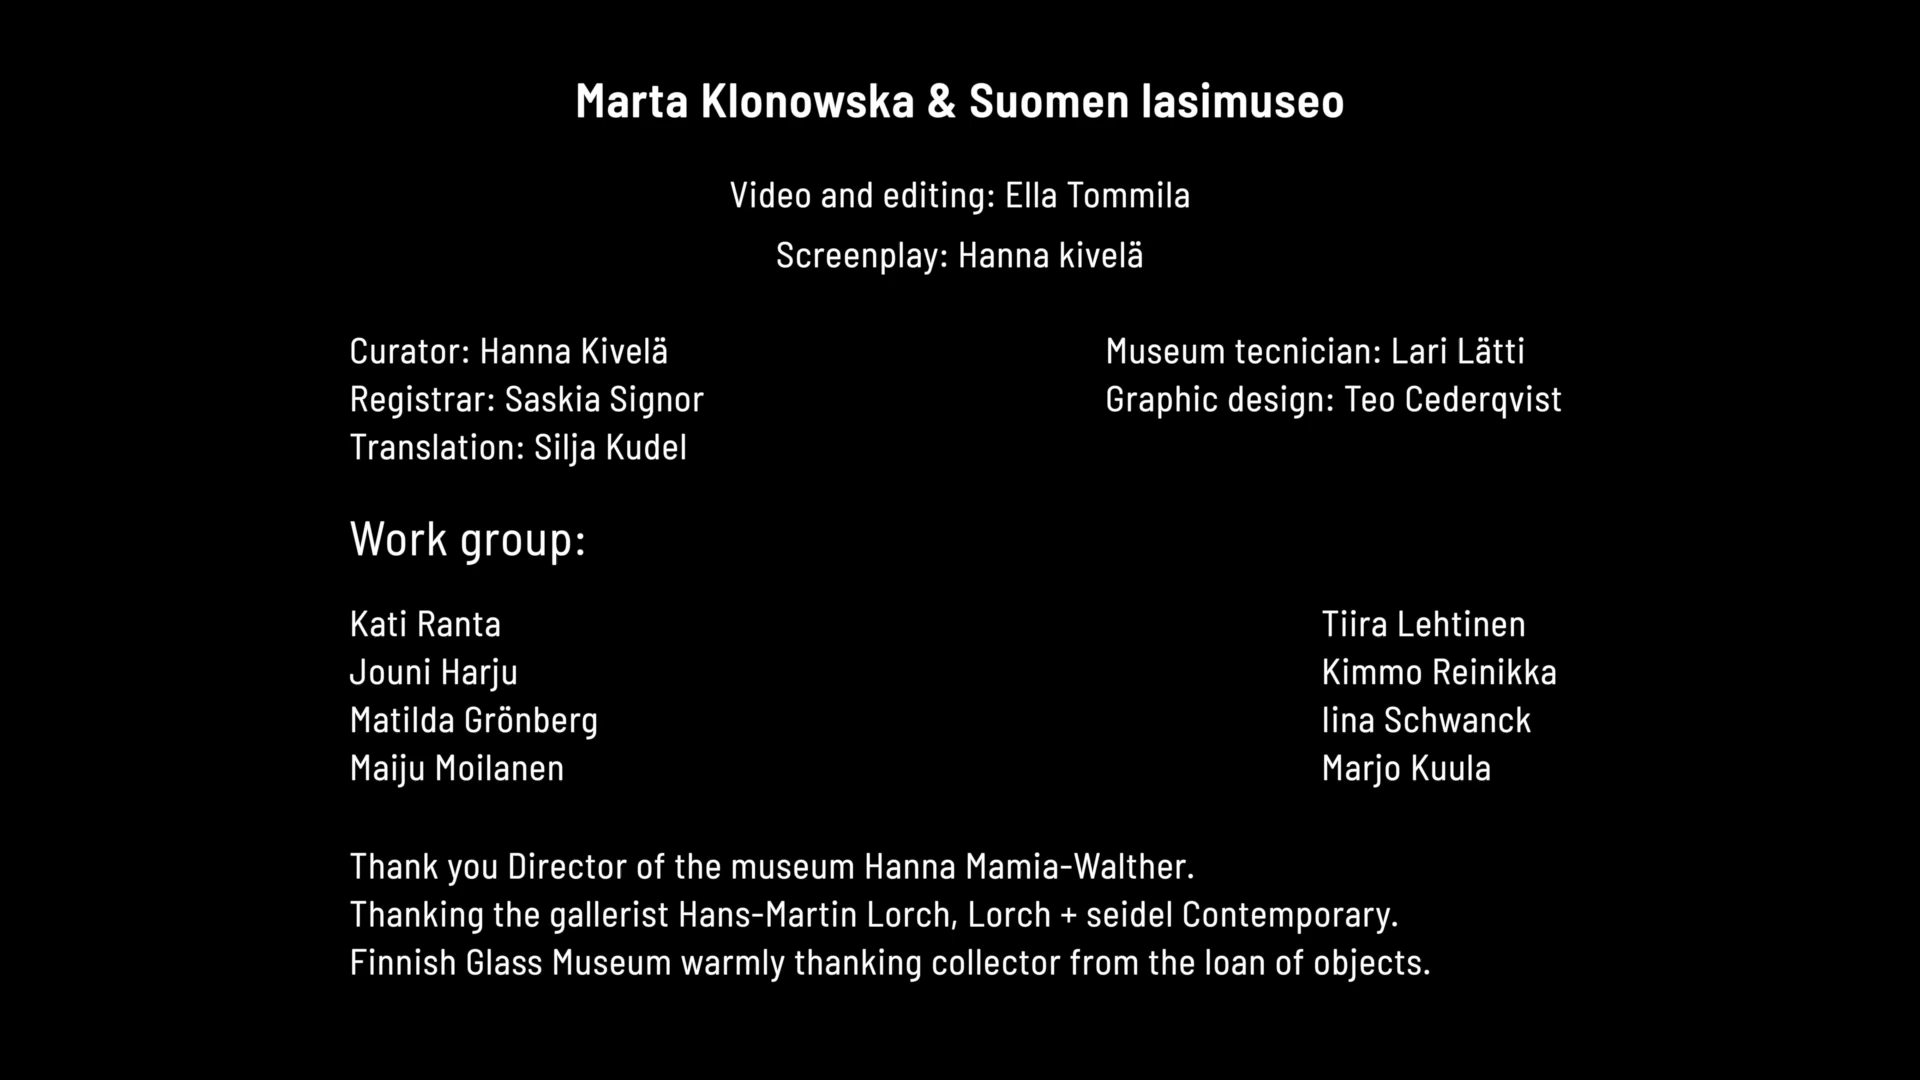 Marta Klonowska & Suomen lasimuseo
Video and editing: Ella Tommila
Screenplay: Hanna kivelä
Curator: Hanna Kivelä
Registrar: Saskia Signor
Translation: Silja Kudel
Museum tecnician: Lari Lätti
Graphic design: Teo Cederqvist
Work group:
Kati Ranta
Jouni Harju
Matilda Grönberg
Maiju Moilanen
Tiira Lehtinen
Kimmo Reinikka
Iina Schwanck
Marjo Kuula
Thank you Director of the museum Hanna Mamia-Walther.
Thanking the gallerist Hans-Martin Lorch, Lorch + seidel Contemporary.
Finnish Glass Museum warmly thanking collector from the loan of objects.